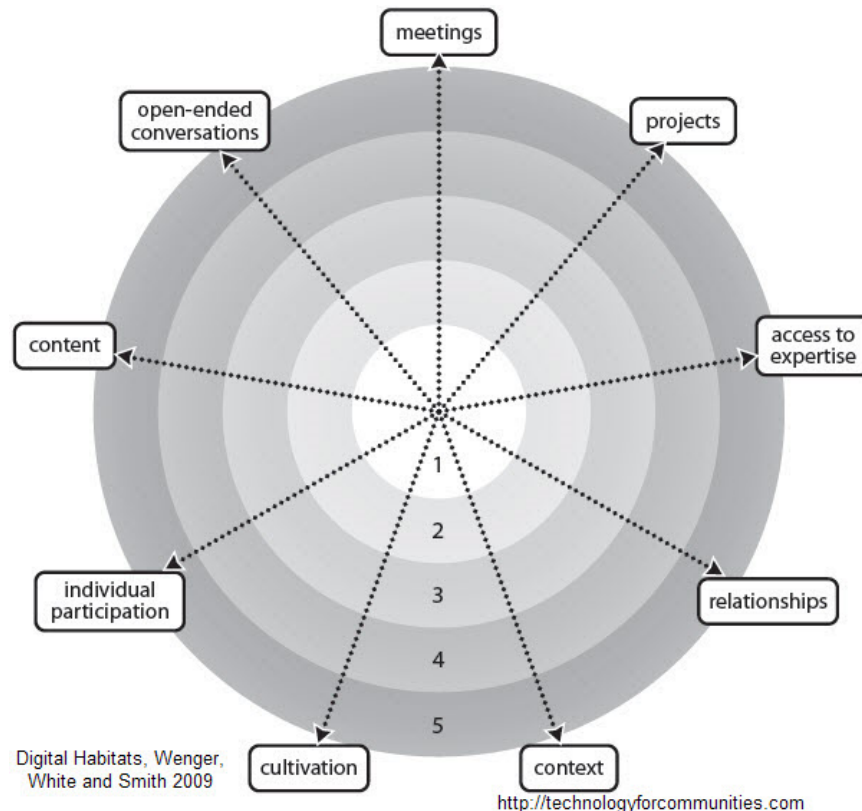 meetings
open-ended
conversations
projects
content
access to
expertise
1
2
individual
participation
3
relationships
4
5
Digital Habitats, Wenger,
White and Smith 2009
cultivation
context
http://technologyforcommunities.com